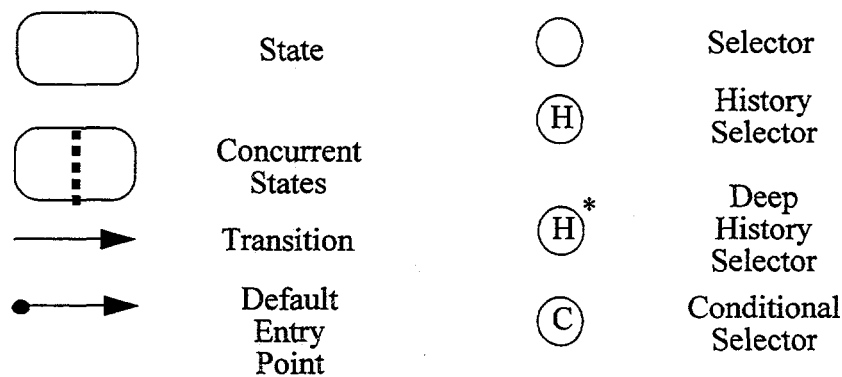 State
Concurrent
States
Transition
Default
Entry
Point
Selector
H
History
Selector
H*
Deep
History
Selector
C
Conditional
Selector